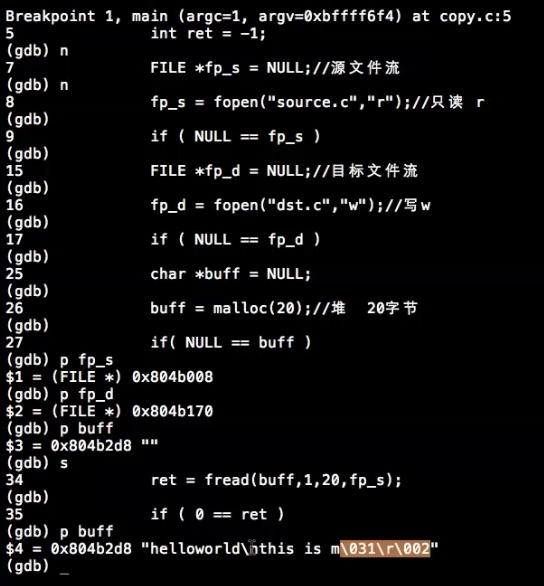 Breakpoint 1, main (argc=1, argv=0xbffff6f4) at copy.c:5
5 int ret = -1;
(gdb) n
7 FILE *fp_s = NULL;//源文件流
(gdb) n
8 fp_s = fopen("source.c","r");//只读 r
(gdb)
9 if ( NULL == fp_s )
(gdb)
15 FILE *fp_d = NULL;//目标文件流
(gdb)
16 fp_d = fopen("dst.c","w");//写w
(gdb)
17 if ( NULL == fp_d )
(gdb)
25 char *buff = NULL;
(gdb)
26 buff = malloc(20);//堆 20字节
(gdb)
27 if( NULL == buff )
(gdb) p fp_s
$1 = (FILE *) 0x804b008
(gdb) p fp_d
$2 = (FILE *) 0x804b170
(gdb) p buff
$3 = 0x804b2d8 ""
(gdb) s
34 ret = fread(buff,1,20,fp_s);
(gdb)
35 if ( 0 == ret )
(gdb) p buff
$4 = 0x804b2d8 "helloworld\nthis is m\031\r\002"
(gdb) _